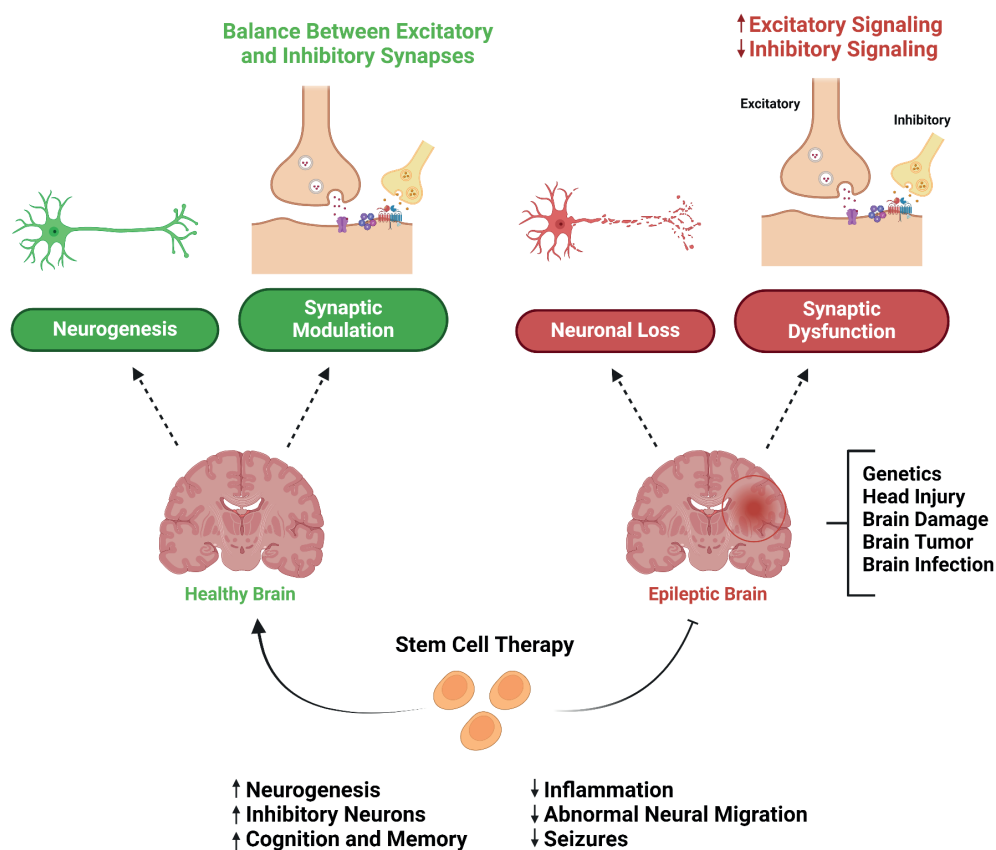 Balance Between Excitatory
and Inhibitory Synapses
↑ Excitatory Signaling
↓ Inhibitory Signaling
Excitatory
Inhibitory
Neurogenesis
Synaptic
Modulation
Neuronal Loss
Synaptic
Dysfunction
Healthy Brain
Epileptic Brain
Genetics
Head Injury
Brain Damage
Brain Tumor
Brain Infection
Stem Cell Therapy
↑ Neurogenesis
↑ Inhibitory Neurons
↑ Cognition and Memory
↓ Inflammation
↓ Abnormal Neural Migration
↓ Seizures